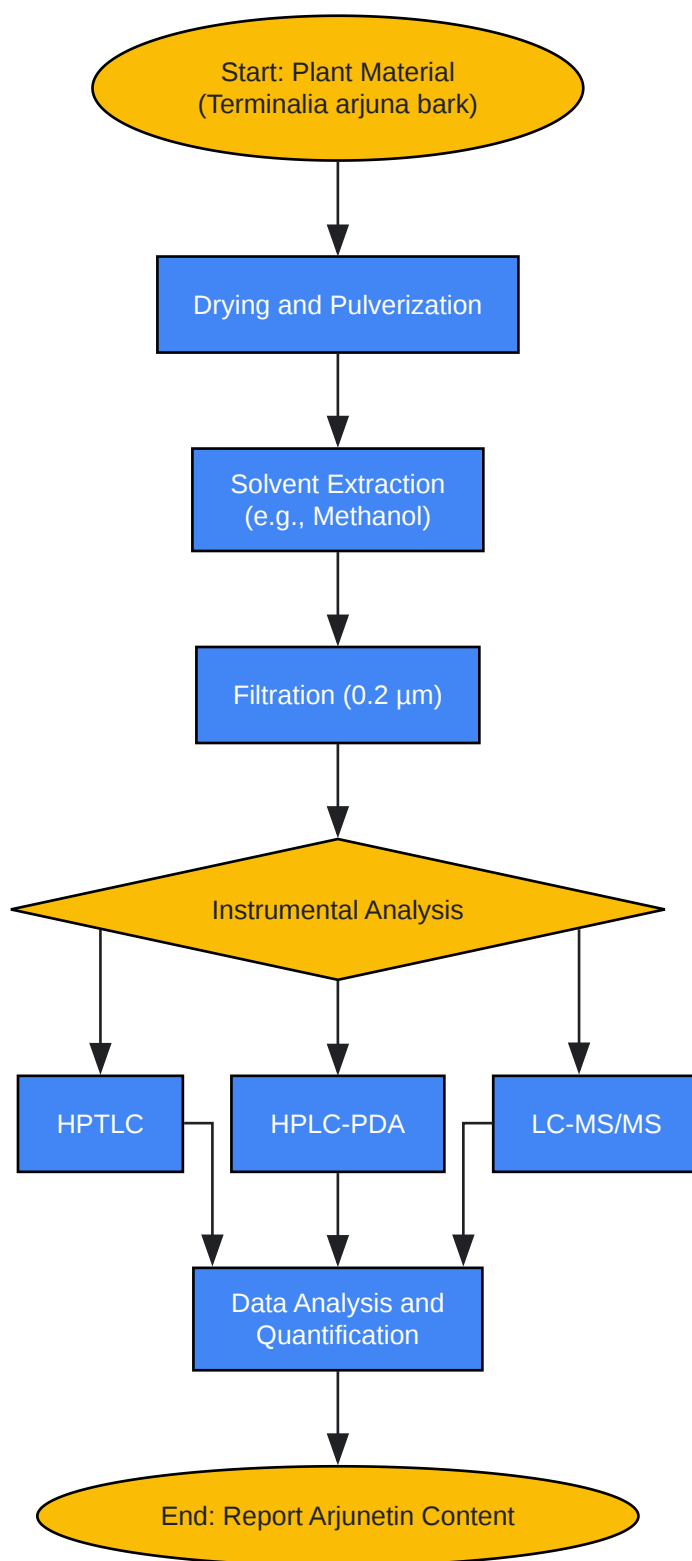 Start: Plant Material
(Terminalia arjuna bark)
Drying and Pulverization
Solvent Extraction
(e.g., Methanol)
Filtration (0.2 µm)
Instrumental Analysis
HPTLC
HPLC-PDA
LC-MS/MS
Data Analysis and
Quantification
End: Report Arjunetin Content